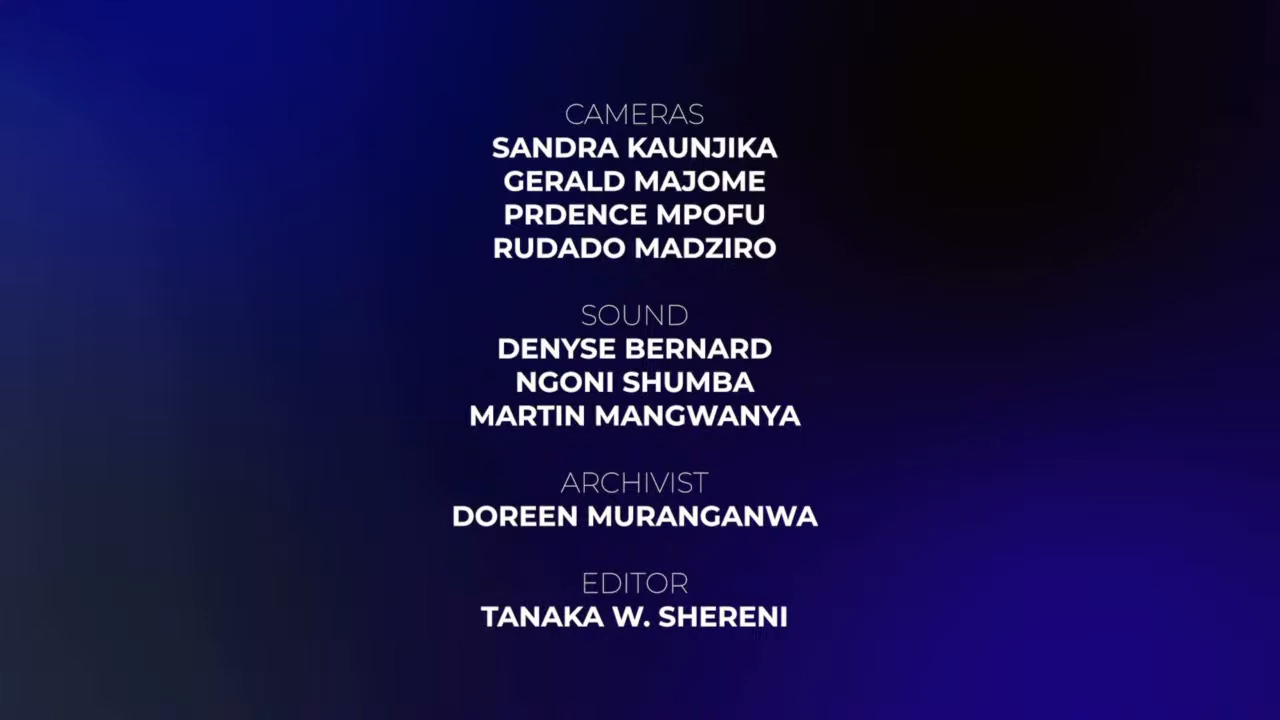 CAMERAS
SANDRA KAUNJIKA
GERALD MAJOME
PRDENCE MPOFU
RUDADO MADZIRO
SOUND
DENYSE BERNARD
NGONI SHUMBA
MARTIN MANGWANYA
ARCHIVIST
DOREEN MURANGANWA
EDITOR
TANAKA W. SHERENI